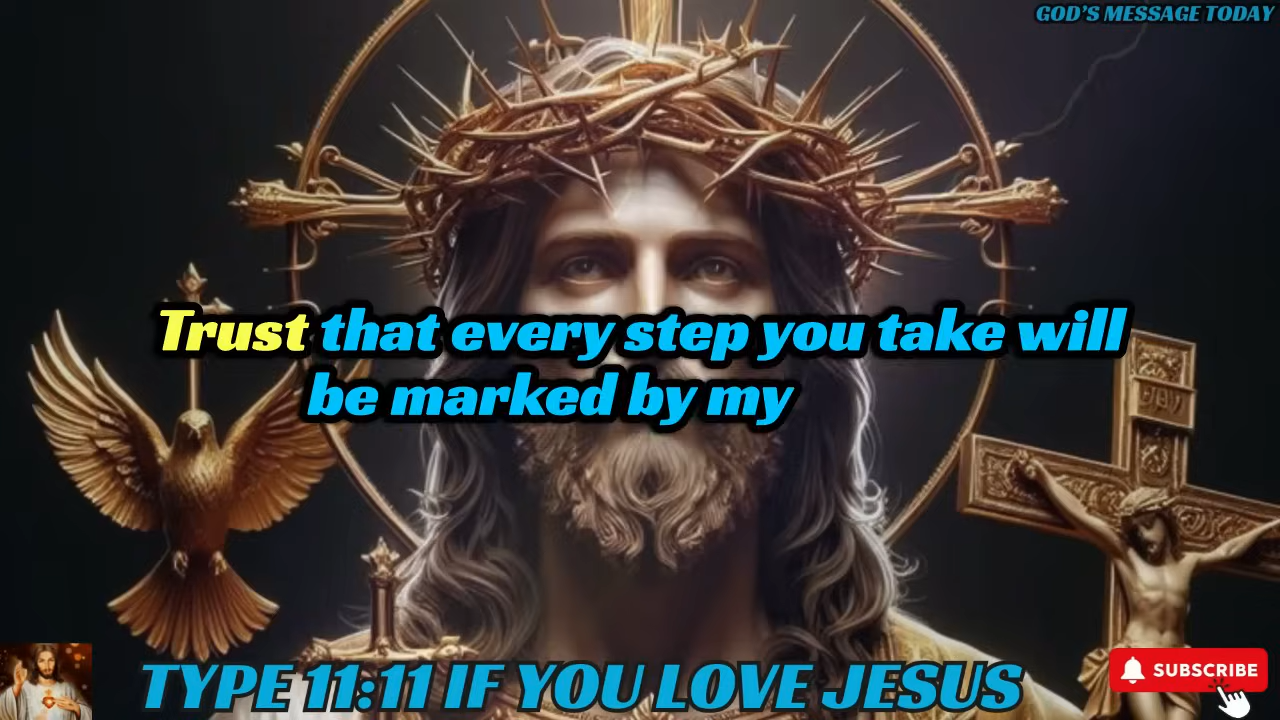 GOD'S MESSAGE TODAY
Trust that every step you take will
be marked by my
TYPE 11:11 IF YOU LOVE JESUS
SUBSCRIBE